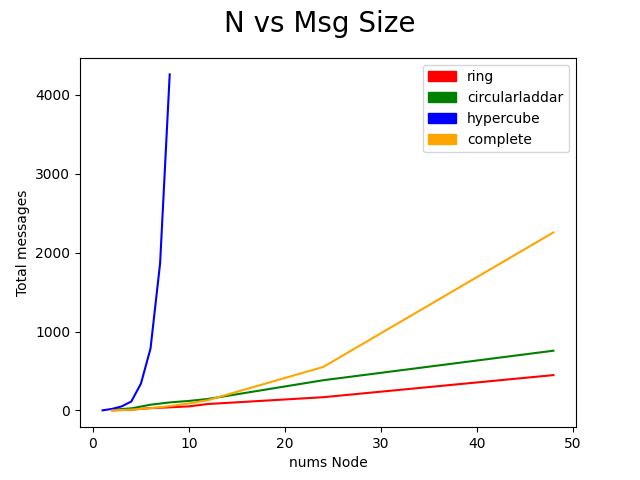 N vs Msg Size
ring
circularladdar
hypercube
complete
Total messages
4000
3000
2000
1000
0
0 10 20 30 40 50
nums Node